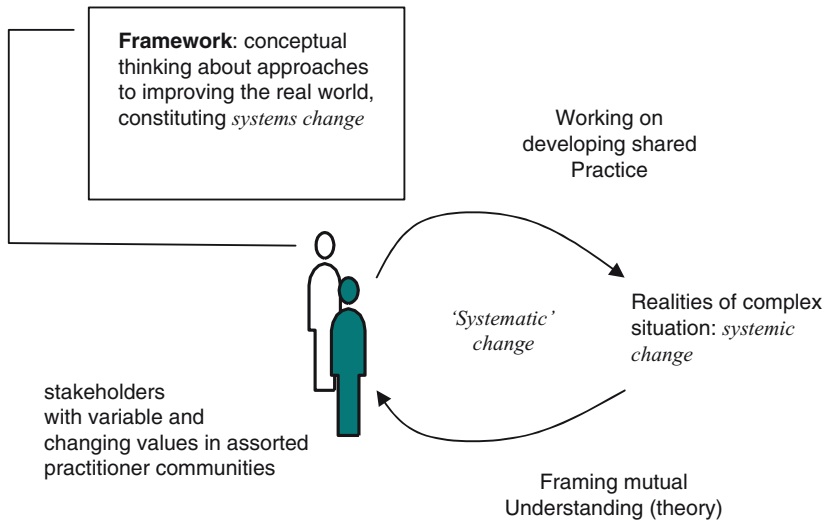 Framework: conceptual
thinking about approaches
to improving the real world,
constituting systems change
Working on
developing shared
Practice
Realities of complex
situation: systemic
change
‘Systematic’
change
stakeholders
with variable and
changing values in assorted
practitioner communities
Framing mutual
Understanding (theory)